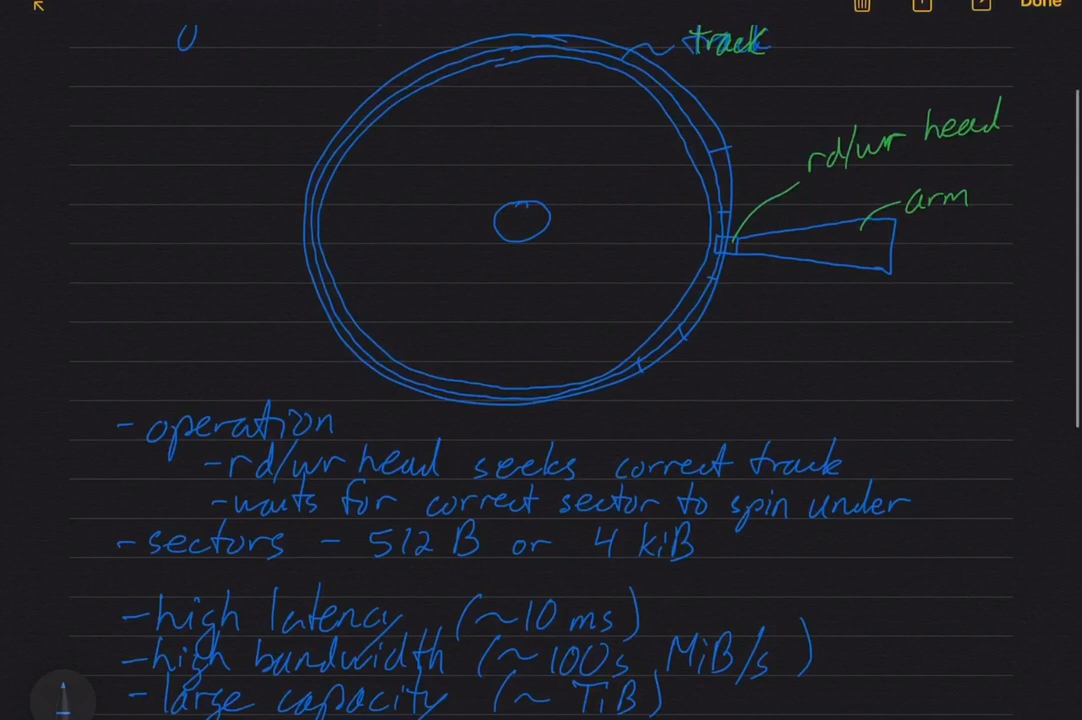 Done
track
rd/wr head
arm
- operation
- rd/wr head seeks correct track
- waits for correct sector to spin under
- sectors - 512 B or 4 kiB
- high latency (~10 ms)
- high bandwidth (~100s MiB/s)
- large capacity (~ TiB)